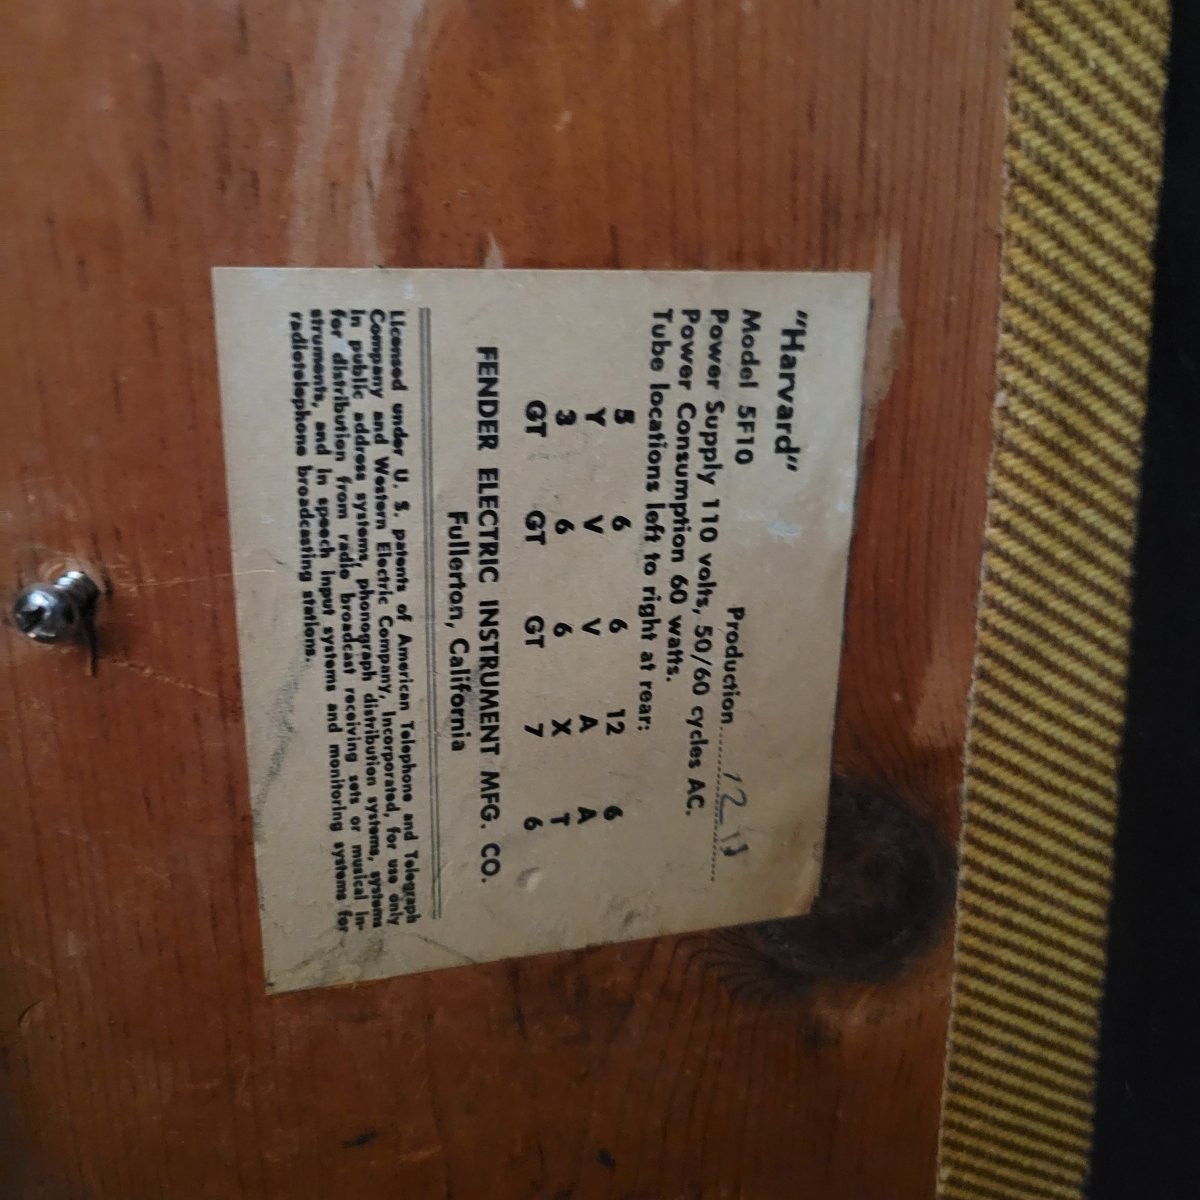 "Harvard"
Model 5F10 Production......12
Power Supply 110 volts, 50/60 cycles AC.
Power Consumption 60 watts.
Tube locations left to right at rear:
5 6 6 12 6
Y V V A A
3 6 6 X T
GT GT GT 7 6
FENDER ELECTRIC INSTRUMENT MFG. CO.
Fullerton, California
Licensed under U. S. patents of American Telephone and Telegraph
Company and Western Electric Company, Incorporated, for use only
in public address systems, phonograph distribution systems, systems
for distribution from radio broadcast receiving sets or musical in-
struments, and in speech input systems and monitoring systems for
radiotelephone broadcasting stations.